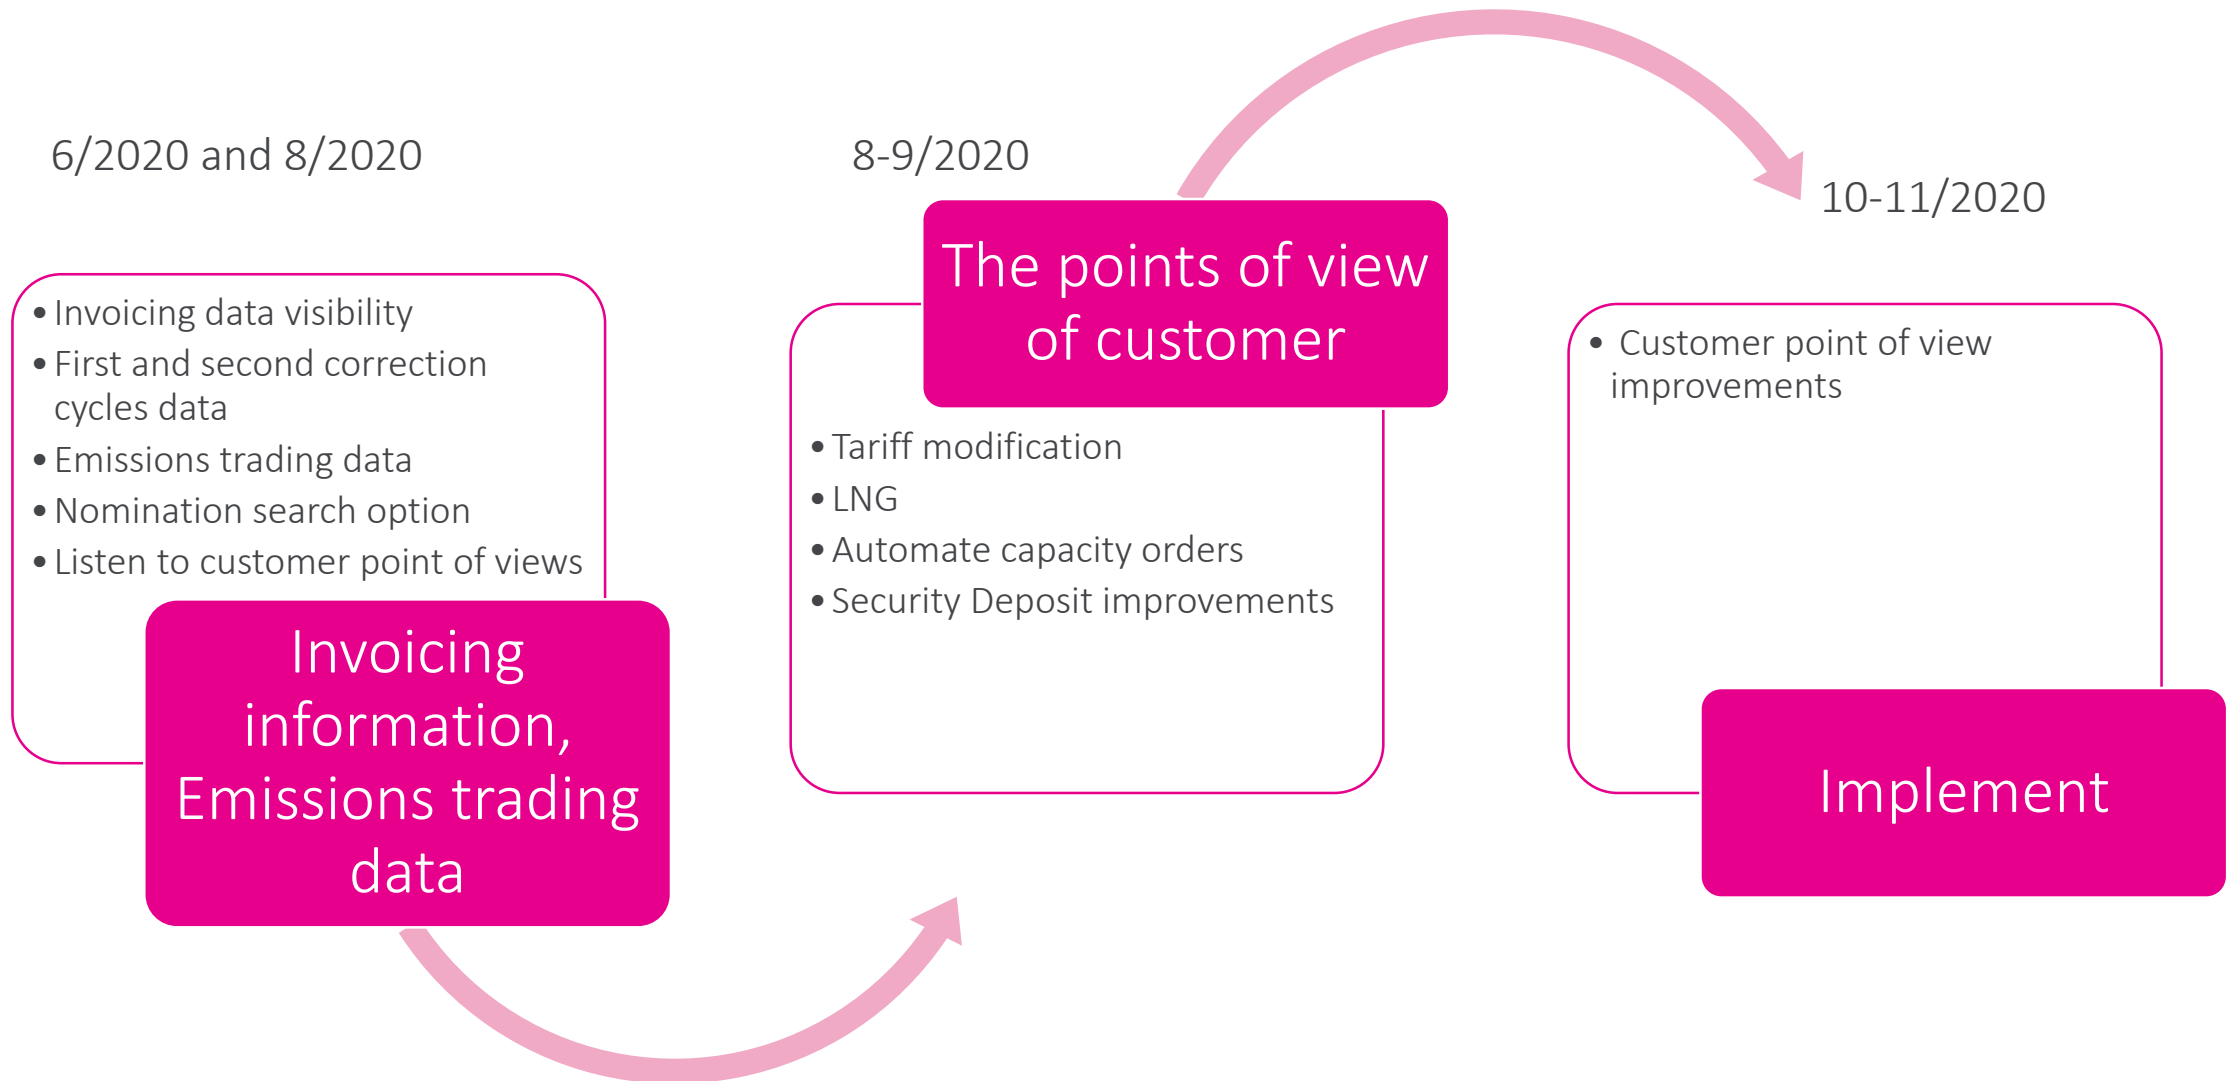 6/2020 and 8/2020
• Invoicing data visibility
• First and second correction
cycles data
• Emissions trading data
• Nomination search option
• Listen to customer point of views
Invoicing
information,
Emissions trading
data
8-9/2020
The points of view
of customer
• Tariff modification
• LNG
• Automate capacity orders
• Security Deposit improvements
10-11/2020
• Customer point of view
improvements
Implement